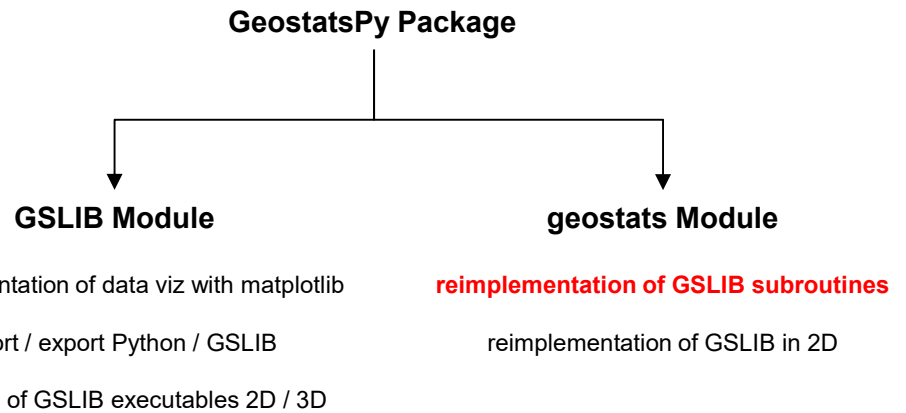 GeostatsPy Package
GSLIB Module
geostats Module
of data viz with matplotlib
reimplementation of GSLIB subroutines
/ export Python / GSLIB
reimplementation of GSLIB in 2D
of GSLIB executables 2D / 3D